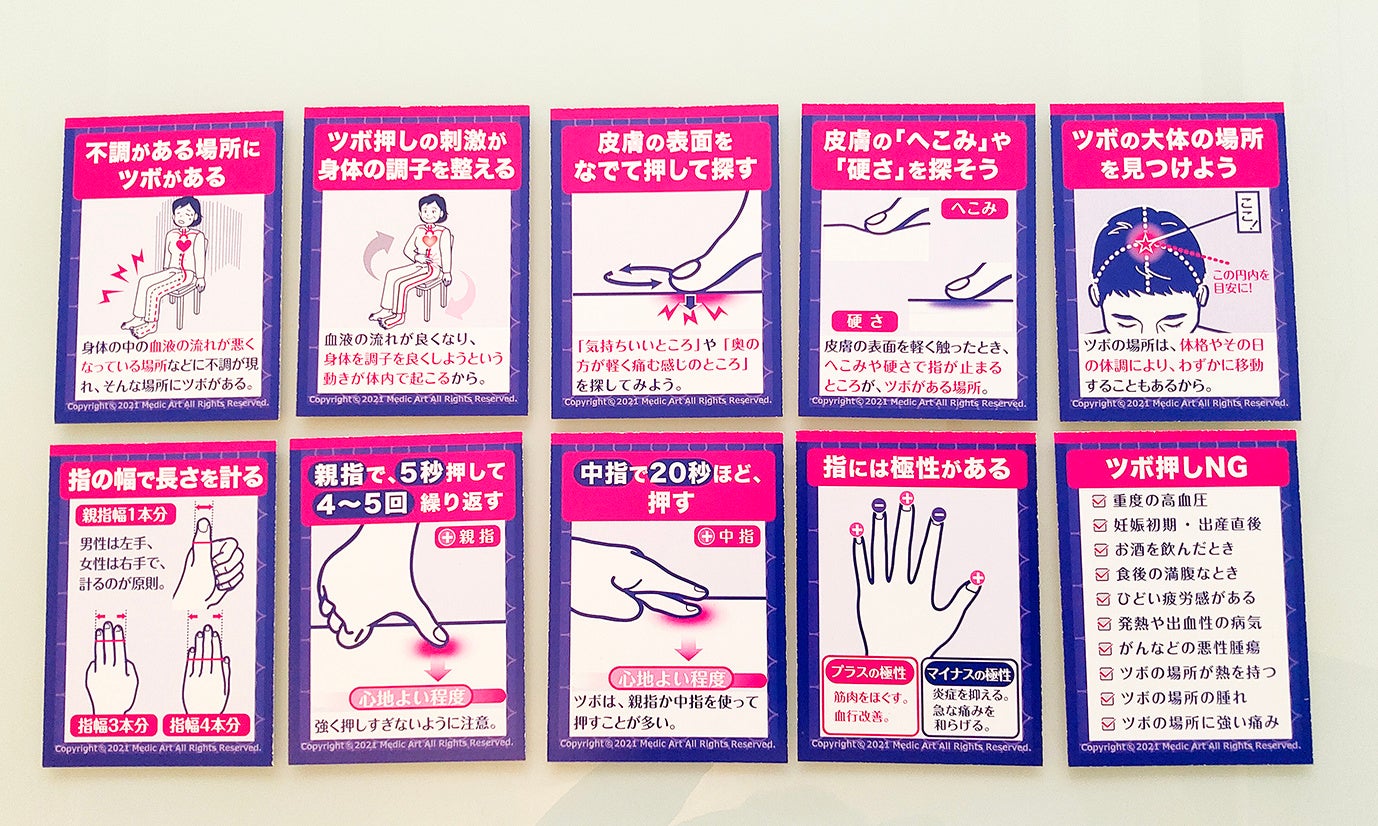 不調がある場所に
ツボがある
身体の中の血液の流れが悪く
なっている場所などに不調が現
れ、そんな場所にツボがある。
Copyright©2021 Medic Art All Rights Reserved.
ツボ押しの刺激が
身体の調子を整える
血液の流れが良くなり、
身体を調子を良くしようという
動きが体内で起こるから。
Copyright©2021 Medic Art All Rights Reserved.
皮膚の表面を
なでて押して探す
「気持ちいいところ」や「奥の
方が軽く痛む感じのところ」
を探してみよう。
Copyright©2021 Medic Art All Rights Reserved.
皮膚の「へこみ」や
「硬さ」を探そう
へこみ
硬さ
皮膚の表面を軽く触ったとき、
へこみや硬さで指が止まる
ところが、ツボがある場所。
Copyright©2021 Medic Art All Rights Reserved.
ツボの大体の場所
を見つけよう
ここ!
この円内を
目安に!
ツボの場所は、体格やその日
の体調により、わずかに移動
することもあるから。
Copyright©2021 Medic Art All Rights Reserved.
指の幅で長さを計る
親指幅1本分
男性は左手、
女性は右手で、
計るのが原則。
指幅3本分
指幅4本分
Copyright©2021 Medic Art All Rights Reserved.
親指で、5秒押して
4〜5回 繰り返す
+親指
心地よい程度
強く押しすぎないように注意。
Copyright©2021 Medic Art All Rights Reserved.
中指で20秒ほど、
押す
+中指
心地よい程度
ツボは、親指か中指を使って
押すことが多い。
Copyright©2021 Medic Art All Rights Reserved.
指には極性がある
+ − + − +
プラスの極性
筋肉をほぐす。
血行改善。
マイナスの極性
炎症を抑える。
急な痛みを
和らげる。
Copyright©2021 Medic Art All Rights Reserved.
ツボ押しNG
重度の高血圧
妊娠初期・出産直後
お酒を飲んだとき
食後の満腹なとき
ひどい疲労感がある
発熱や出血性の病気
がんなどの悪性腫瘍
ツボの場所が熱を持つ
ツボの場所の腫れ
ツボの場所に強い痛み
Copyright©2021 Medic Art All Rights Reserved.